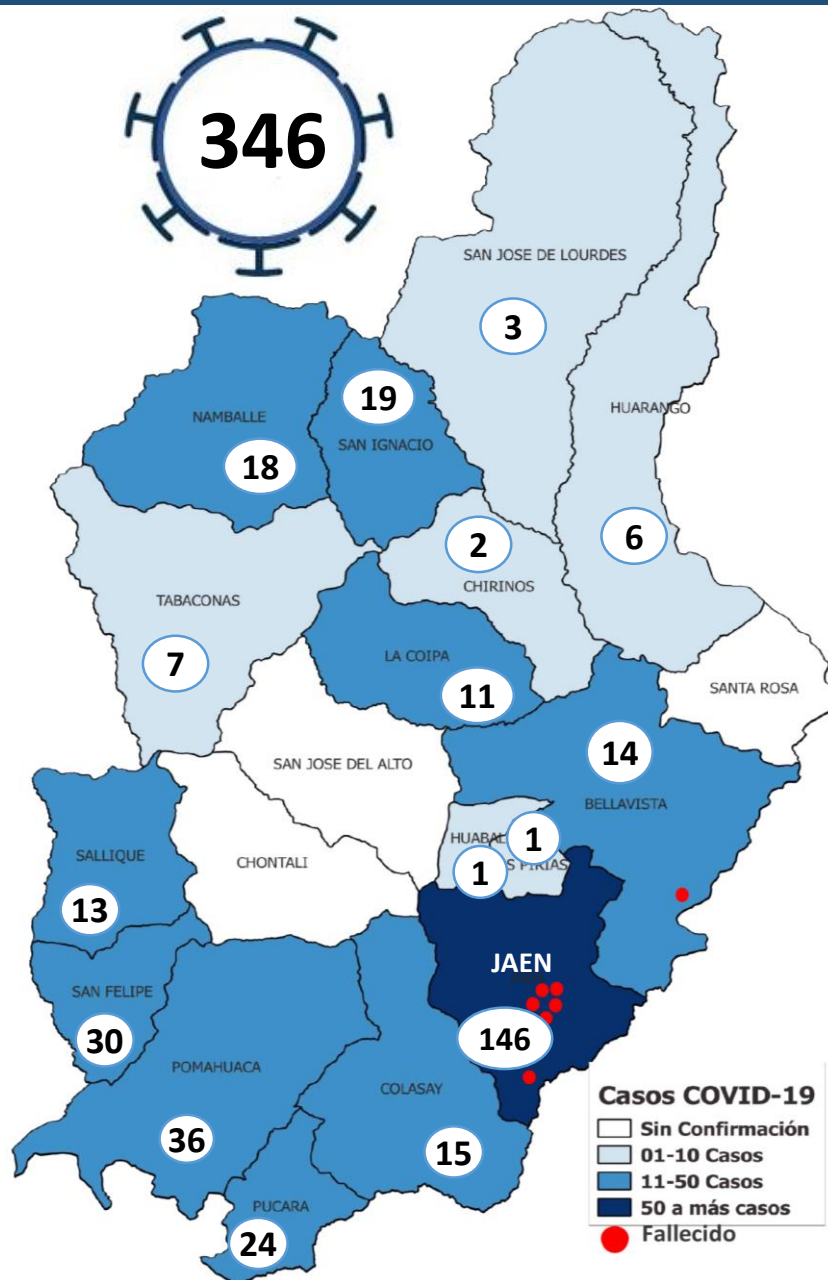 346
SAN JOSE DE LOURDES
3
19
HUARANGO
NAMBALLE
SAN IGNACIO
18
2
6
CHIRINOS
TABACONAS
LA COIPA
7
11
SANTA ROSA
14
SAN JOSE DEL ALTO
BELLAVISTA
HUABAL
1
SALLIQUE
CHONTALI
1
S PIRIAS
13
JAEN
SAN FELIPE
30
146
POMAHUACA
COLASAY
36
15
PUCARA
24
Casos COVID-19
Sin Confirmación
01-10 Casos
11-50 Casos
50 a más casos
Fallecido